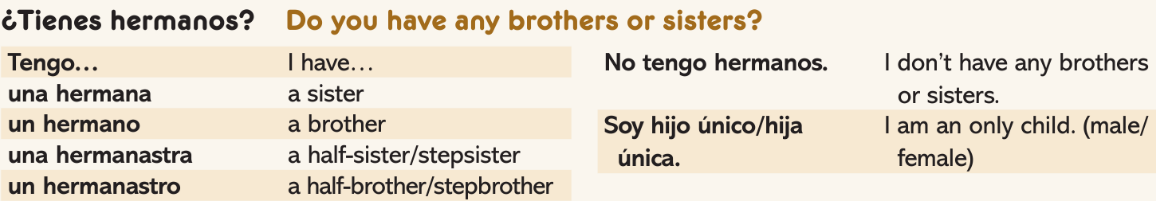 ¿Tienes hermanos? Do you have any brothers or sisters?
Tengo… I have…
una hermana a sister
un hermano a brother
una hermanastra a half-sister/stepsister
un hermanastro a half-brother/stepbrother
No tengo hermanos. I don't have any brothers
or sisters.
Soy hijo único/hija I am an only child. (male/
única. female)